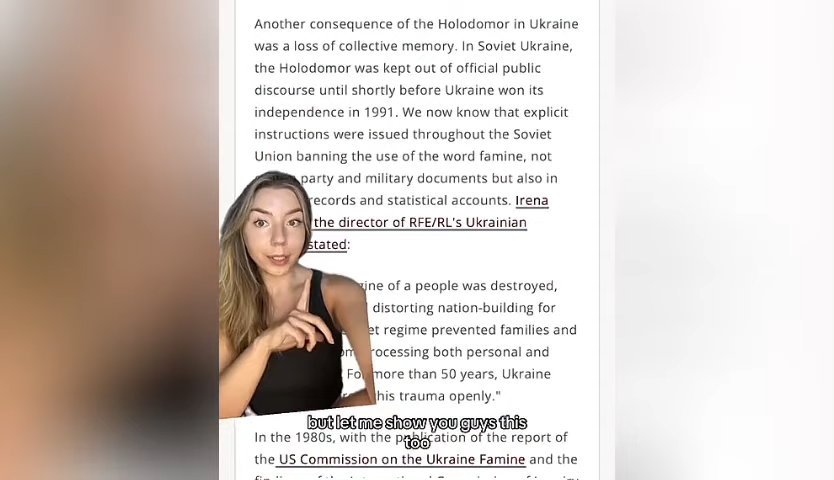 Another consequence of the Holodomor in Ukraine
was a loss of collective memory. In Soviet Ukraine,
the Holodomor was kept out of official public
discourse until shortly before Ukraine won its
independence in 1991. We now know that explicit
instructions were issued throughout the Soviet
Union banning the use of the word famine, not
party and military documents but also in
records and statistical accounts. Irena
the director of RFE/RL's Ukrainian
stated:
of a people was destroyed,
distorting nation-building for
regime prevented families and
processing both personal and
For more than 50 years, Ukraine
this trauma openly."
but let me show you guys this
too
In the 1980s, with the publication of the report of
the US Commission on the Ukraine Famine and the